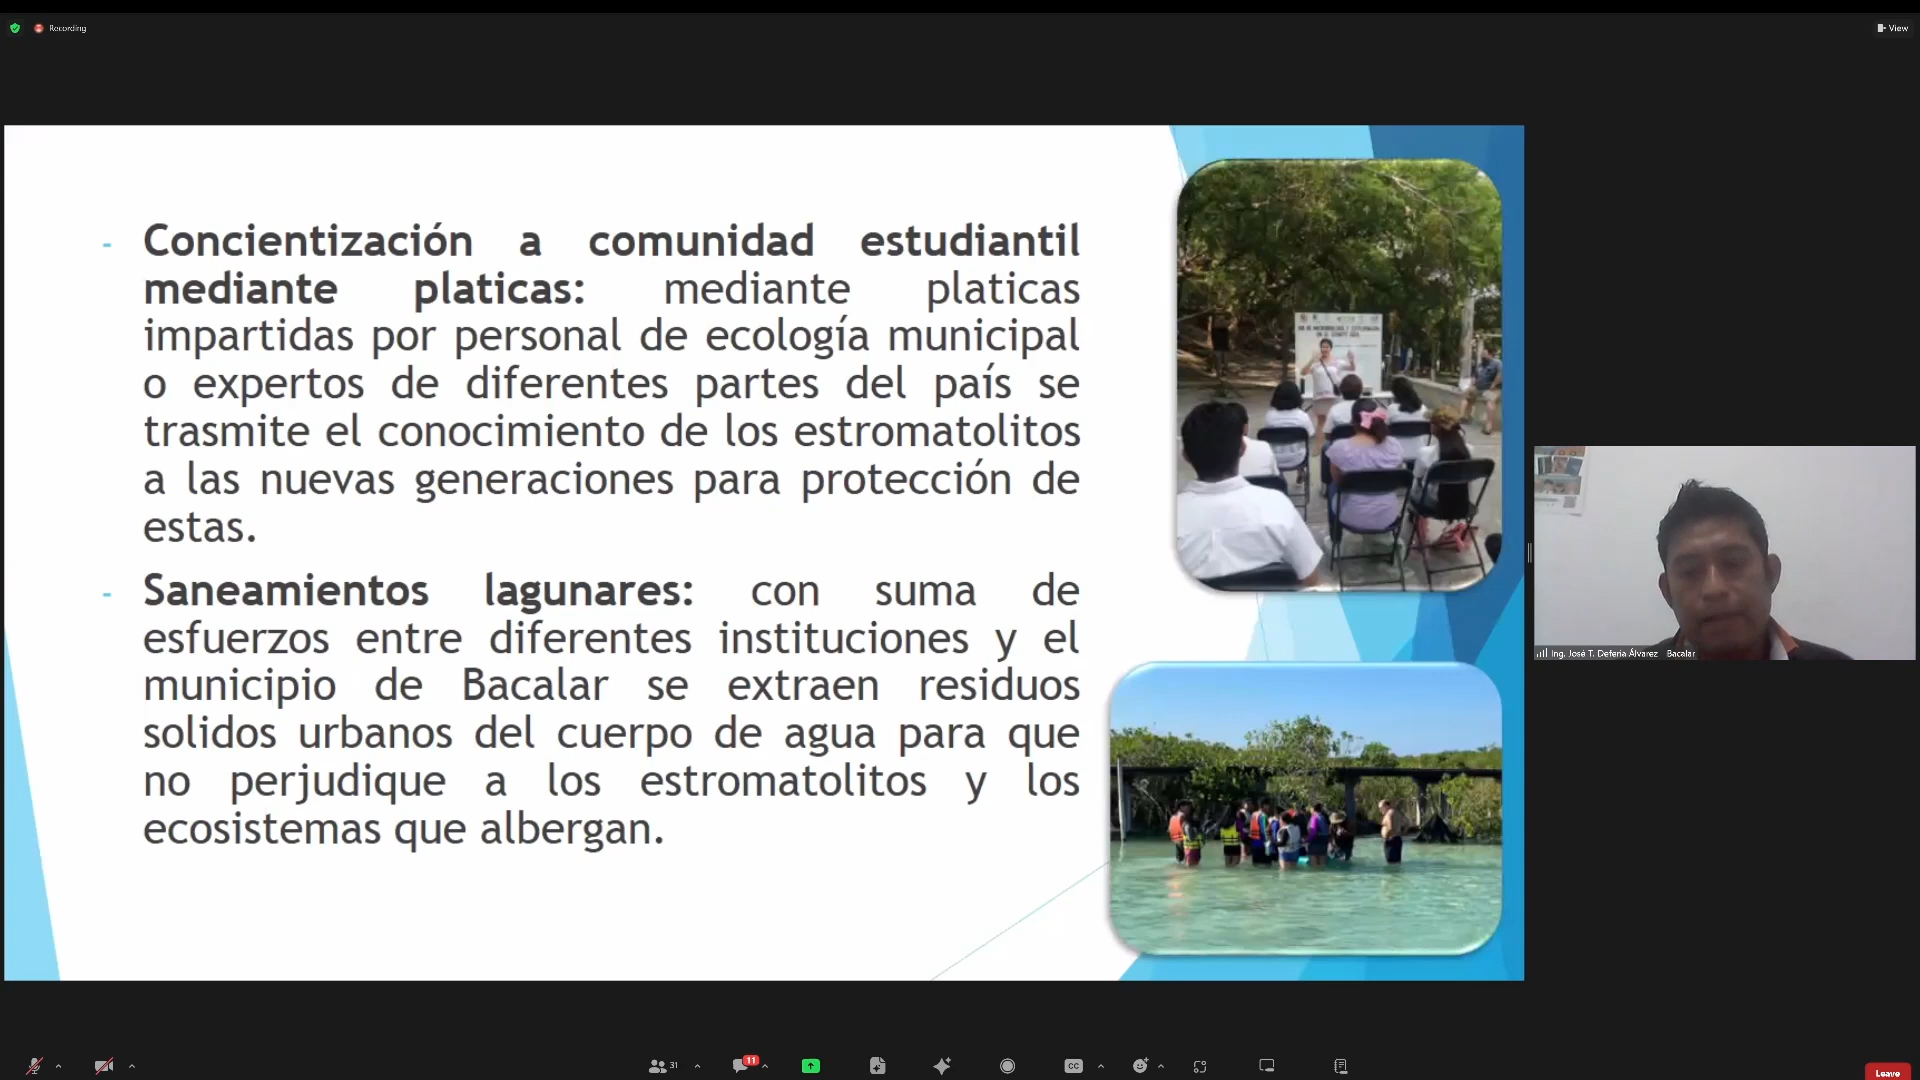 Recording
View
- Concientización a comunidad estudiantil
mediante platicas: mediante platicas
impartidas por personal de ecología municipal
o expertos de diferentes partes del país se
trasmite el conocimiento de los estromatolitos
a las nuevas generaciones para protección de
estas.
- Saneamientos lagunares: con suma de
esfuerzos entre diferentes instituciones y el
municipio de Bacalar se extraen residuos
solidos urbanos del cuerpo de agua para que
no perjudique a los estromatolitos y los
ecosistemas que albergan.
Ing. José T. Deferia Álvarez Bacalar
31
11
CC
Leave